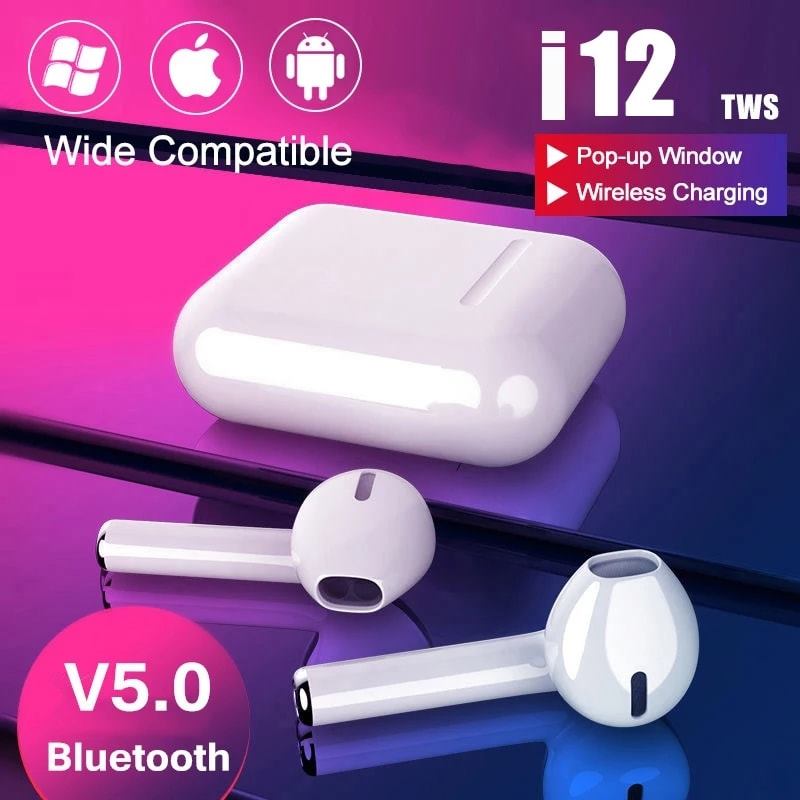 i12 TWS
Wide Compatible
Pop-up Window
Wireless Charging
V5.0
Bluetooth